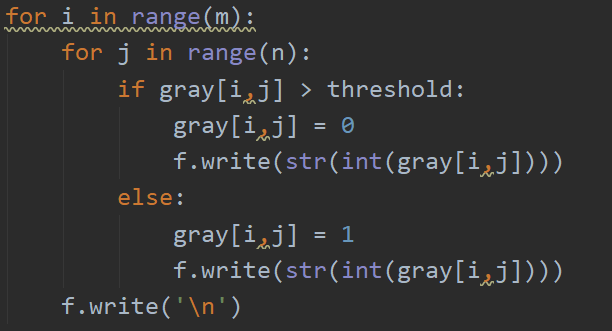 for i in range(m):
    for j in range(n):
        if gray[i,j] > threshold:
            gray[i,j] = 0
            f.write(str(int(gray[i,j])))
        else:
            gray[i,j] = 1
            f.write(str(int(gray[i,j])))
    f.write('\n')